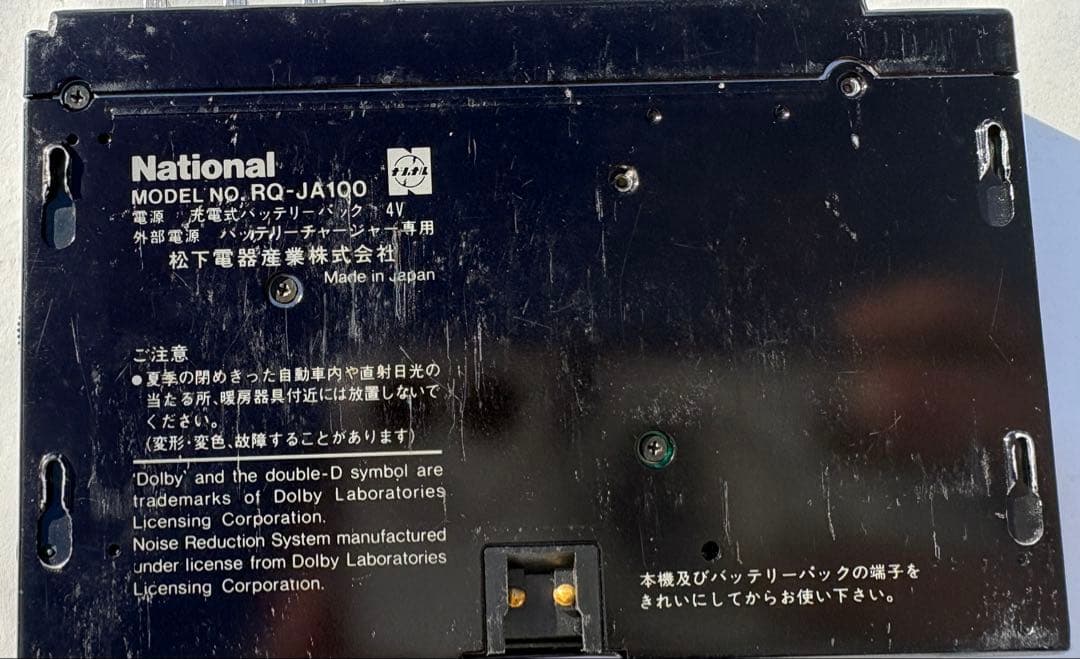 National
ナショナル
MODEL NO. RQ-JA100
電源 充電式バッテリーパック 4V
外部電源 バッテリーチャージャー専用
松下電器産業株式会社
Made in Japan
ご注意
●夏季の閉めきった自動車内や直射日光の
当たる所、暖房器具付近には放置しないで
ください。
(変形・変色、故障することがあります)
'Dolby' and the double-D symbol are
trademarks of Dolby Laboratories
Licensing Corporation.
Noise Reduction System manufactured
under license from Dolby Laboratories
Licensing Corporation.
本機及びバッテリーパックの端子を
きれいにしてからお使い下さい。